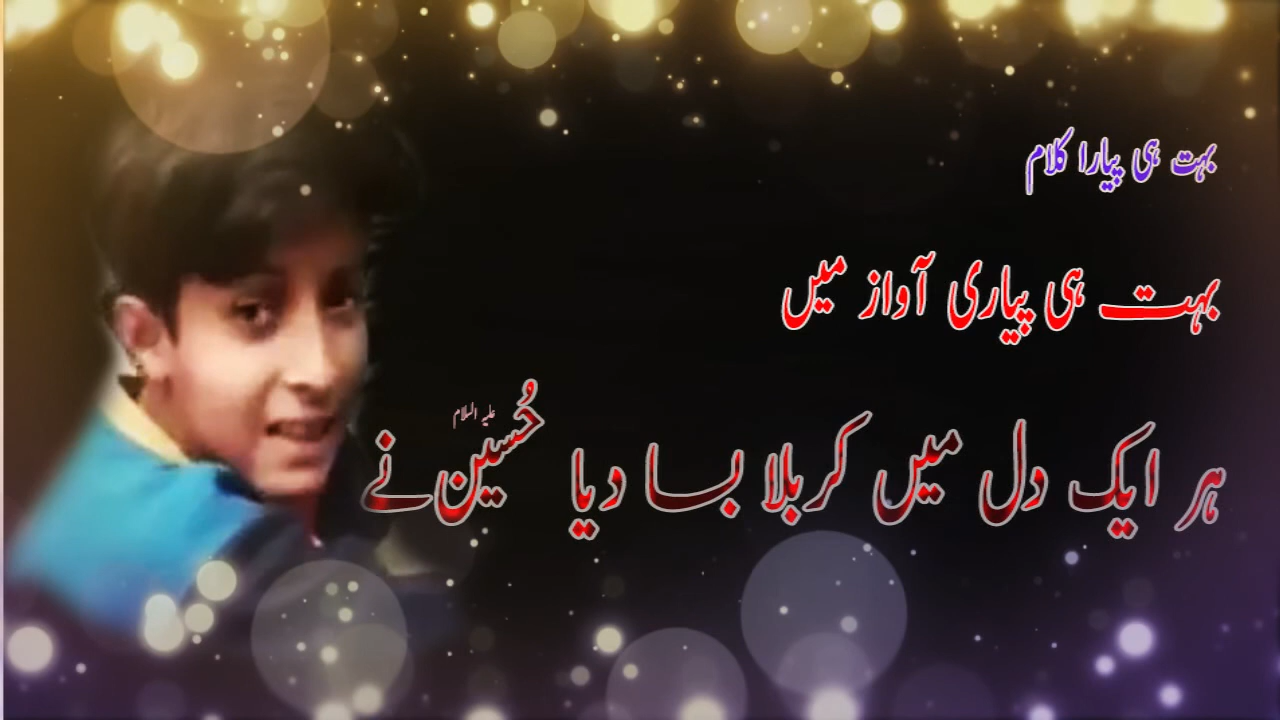 بہت ہی پیارا کلام
بہت ہی پیاری آواز میں
ہر ایک دل میں کربلا بسا دیا حُسین علیہ السلام نے